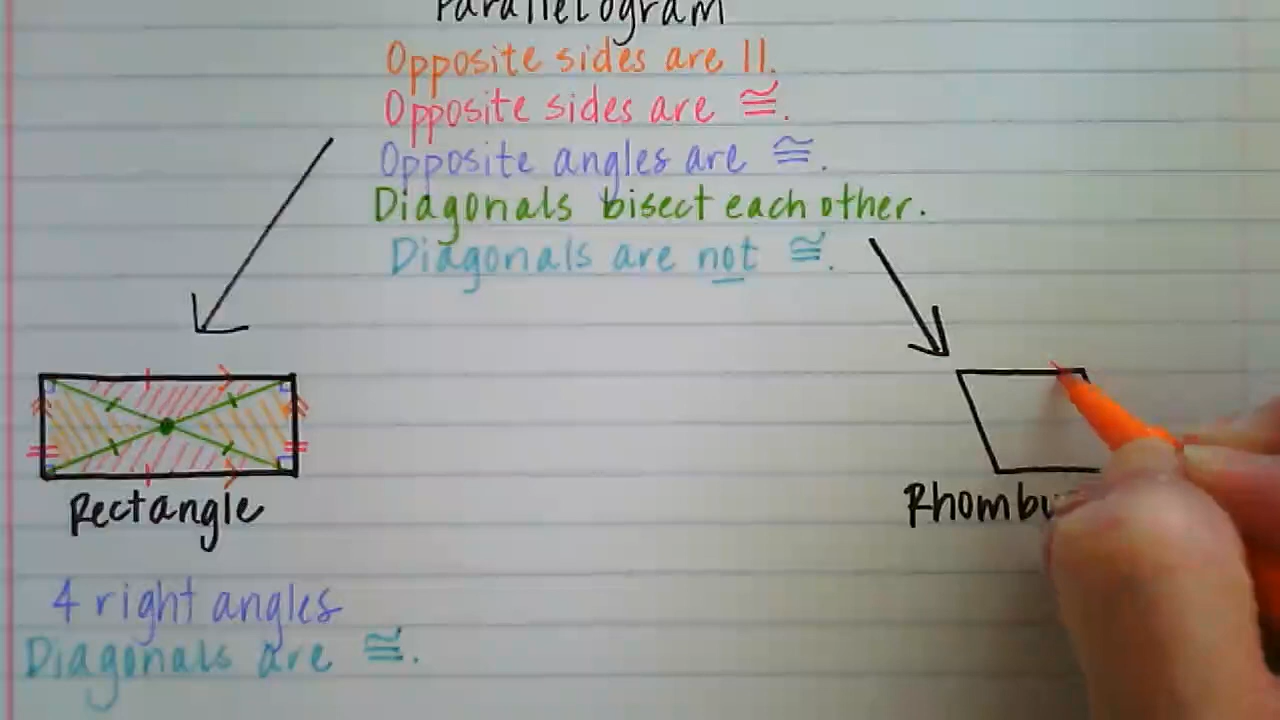 Parallelogram
Opposite sides are ||.
Opposite sides are ≅.
Opposite angles are ≅.
Diagonals bisect each other.
Diagonals are not ≅.
Rectangle
Rhombu
4 right angles
Diagonals are ≅.